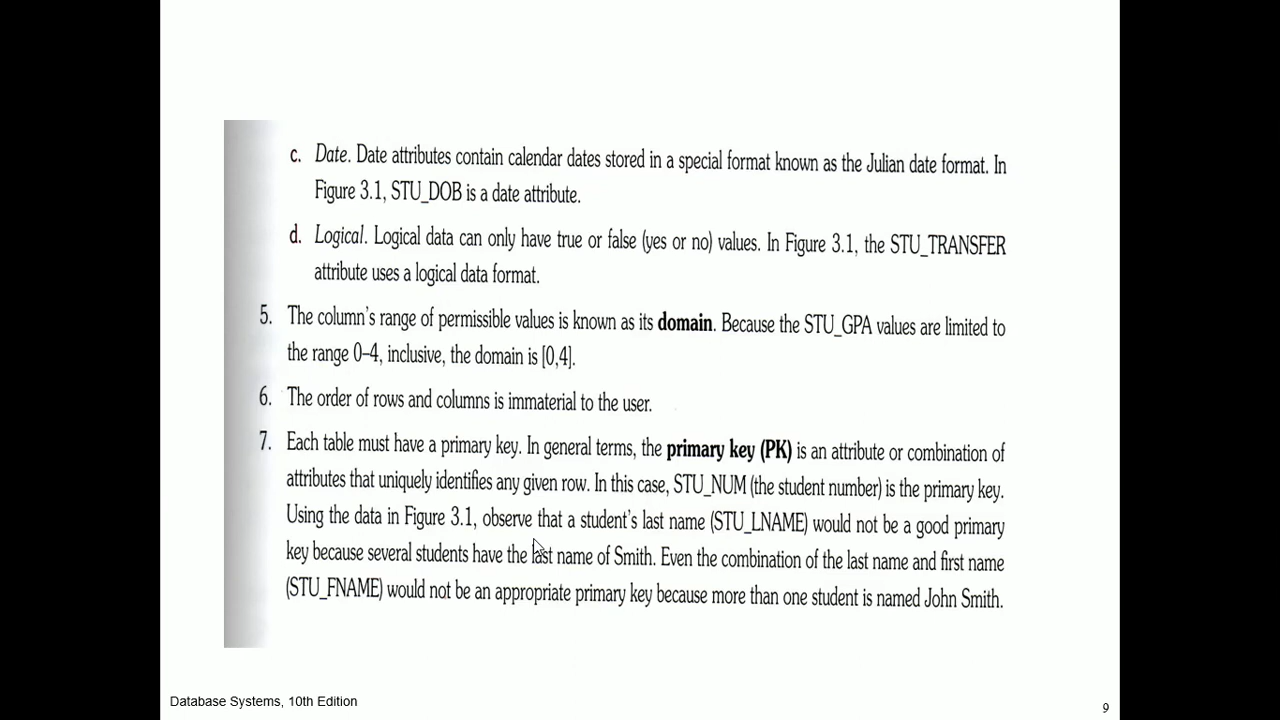 c. Date. Date attributes contain calendar dates stored in a special format known as the Julian date format. In
Figure 3.1, STU_DOB is a date attribute.
d. Logical. Logical data can only have true or false (yes or no) values. In Figure 3.1, the STU_TRANSFER
attribute uses a logical data format.
5. The column's range of permissible values is known as its domain. Because the STU_GPA values are limited to
the range 0–4, inclusive, the domain is [0,4].
6. The order of rows and columns is immaterial to the user.
7. Each table must have a primary key. In general terms, the primary key (PK) is an attribute or combination of
attributes that uniquely identifies any given row. In this case, STU_NUM (the student number) is the primary key.
Using the data in Figure 3.1, observe that a student's last name (STU_LNAME) would not be a good primary
key because several students have the last name of Smith. Even the combination of the last name and first name
(STU_FNAME) would not be an appropriate primary key because more than one student is named John Smith.
Database Systems, 10th Edition
9